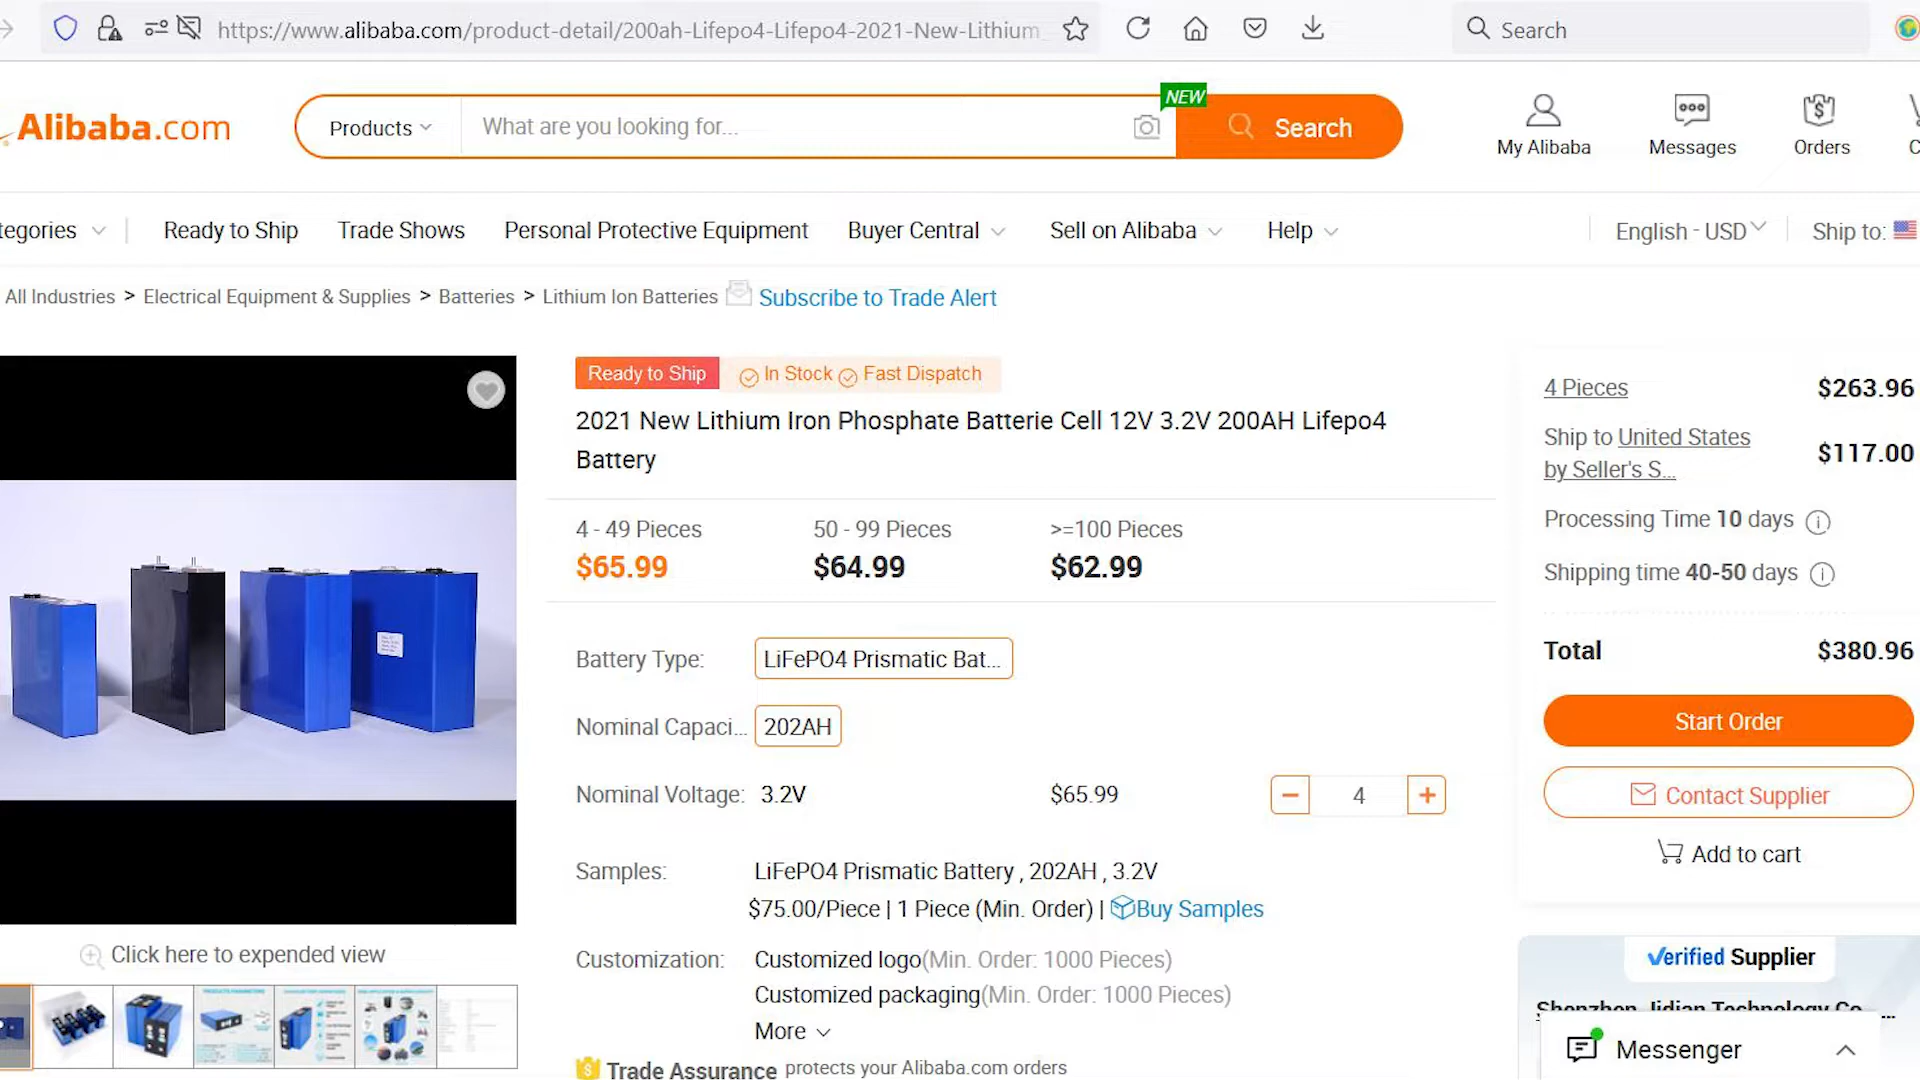 https://www.alibaba.com/product-detail/200ah-Lifepo4-Lifepo4-2021-New-Lithium
Search
Alibaba.com
Products
What are you looking for...
NEW
Search
My Alibaba
Messages
Orders
C
tegories
Ready to Ship
Trade Shows
Personal Protective Equipment
Buyer Central
Sell on Alibaba
Help
English - USD
Ship to:
All Industries > Electrical Equipment & Supplies > Batteries > Lithium Ion Batteries
Subscribe to Trade Alert
Ready to Ship
In Stock
Fast Dispatch
2021 New Lithium Iron Phosphate Batterie Cell 12V 3.2V 200AH Lifepo4
Battery
4 - 49 Pieces
50 - 99 Pieces
>=100 Pieces
$65.99
$64.99
$62.99
Battery Type:
LiFePO4 Prismatic Bat...
Nominal Capaci...
202AH
Nominal Voltage:
3.2V
$65.99
4
Samples:
LiFePO4 Prismatic Battery , 202AH , 3.2V
$75.00/Piece | 1 Piece (Min. Order) | Buy Samples
Customization:
Customized logo(Min. Order: 1000 Pieces)
Customized packaging(Min. Order: 1000 Pieces)
More
Trade Assurance protects your Alibaba.com orders
Click here to expended view
4 Pieces
$263.96
Ship to United States
by Seller's S...
$117.00
Processing Time 10 days
Shipping time 40-50 days
Total
$380.96
Start Order
Contact Supplier
Add to cart
Verified Supplier
Shenzhen Jidian Technology Co...
Messenger